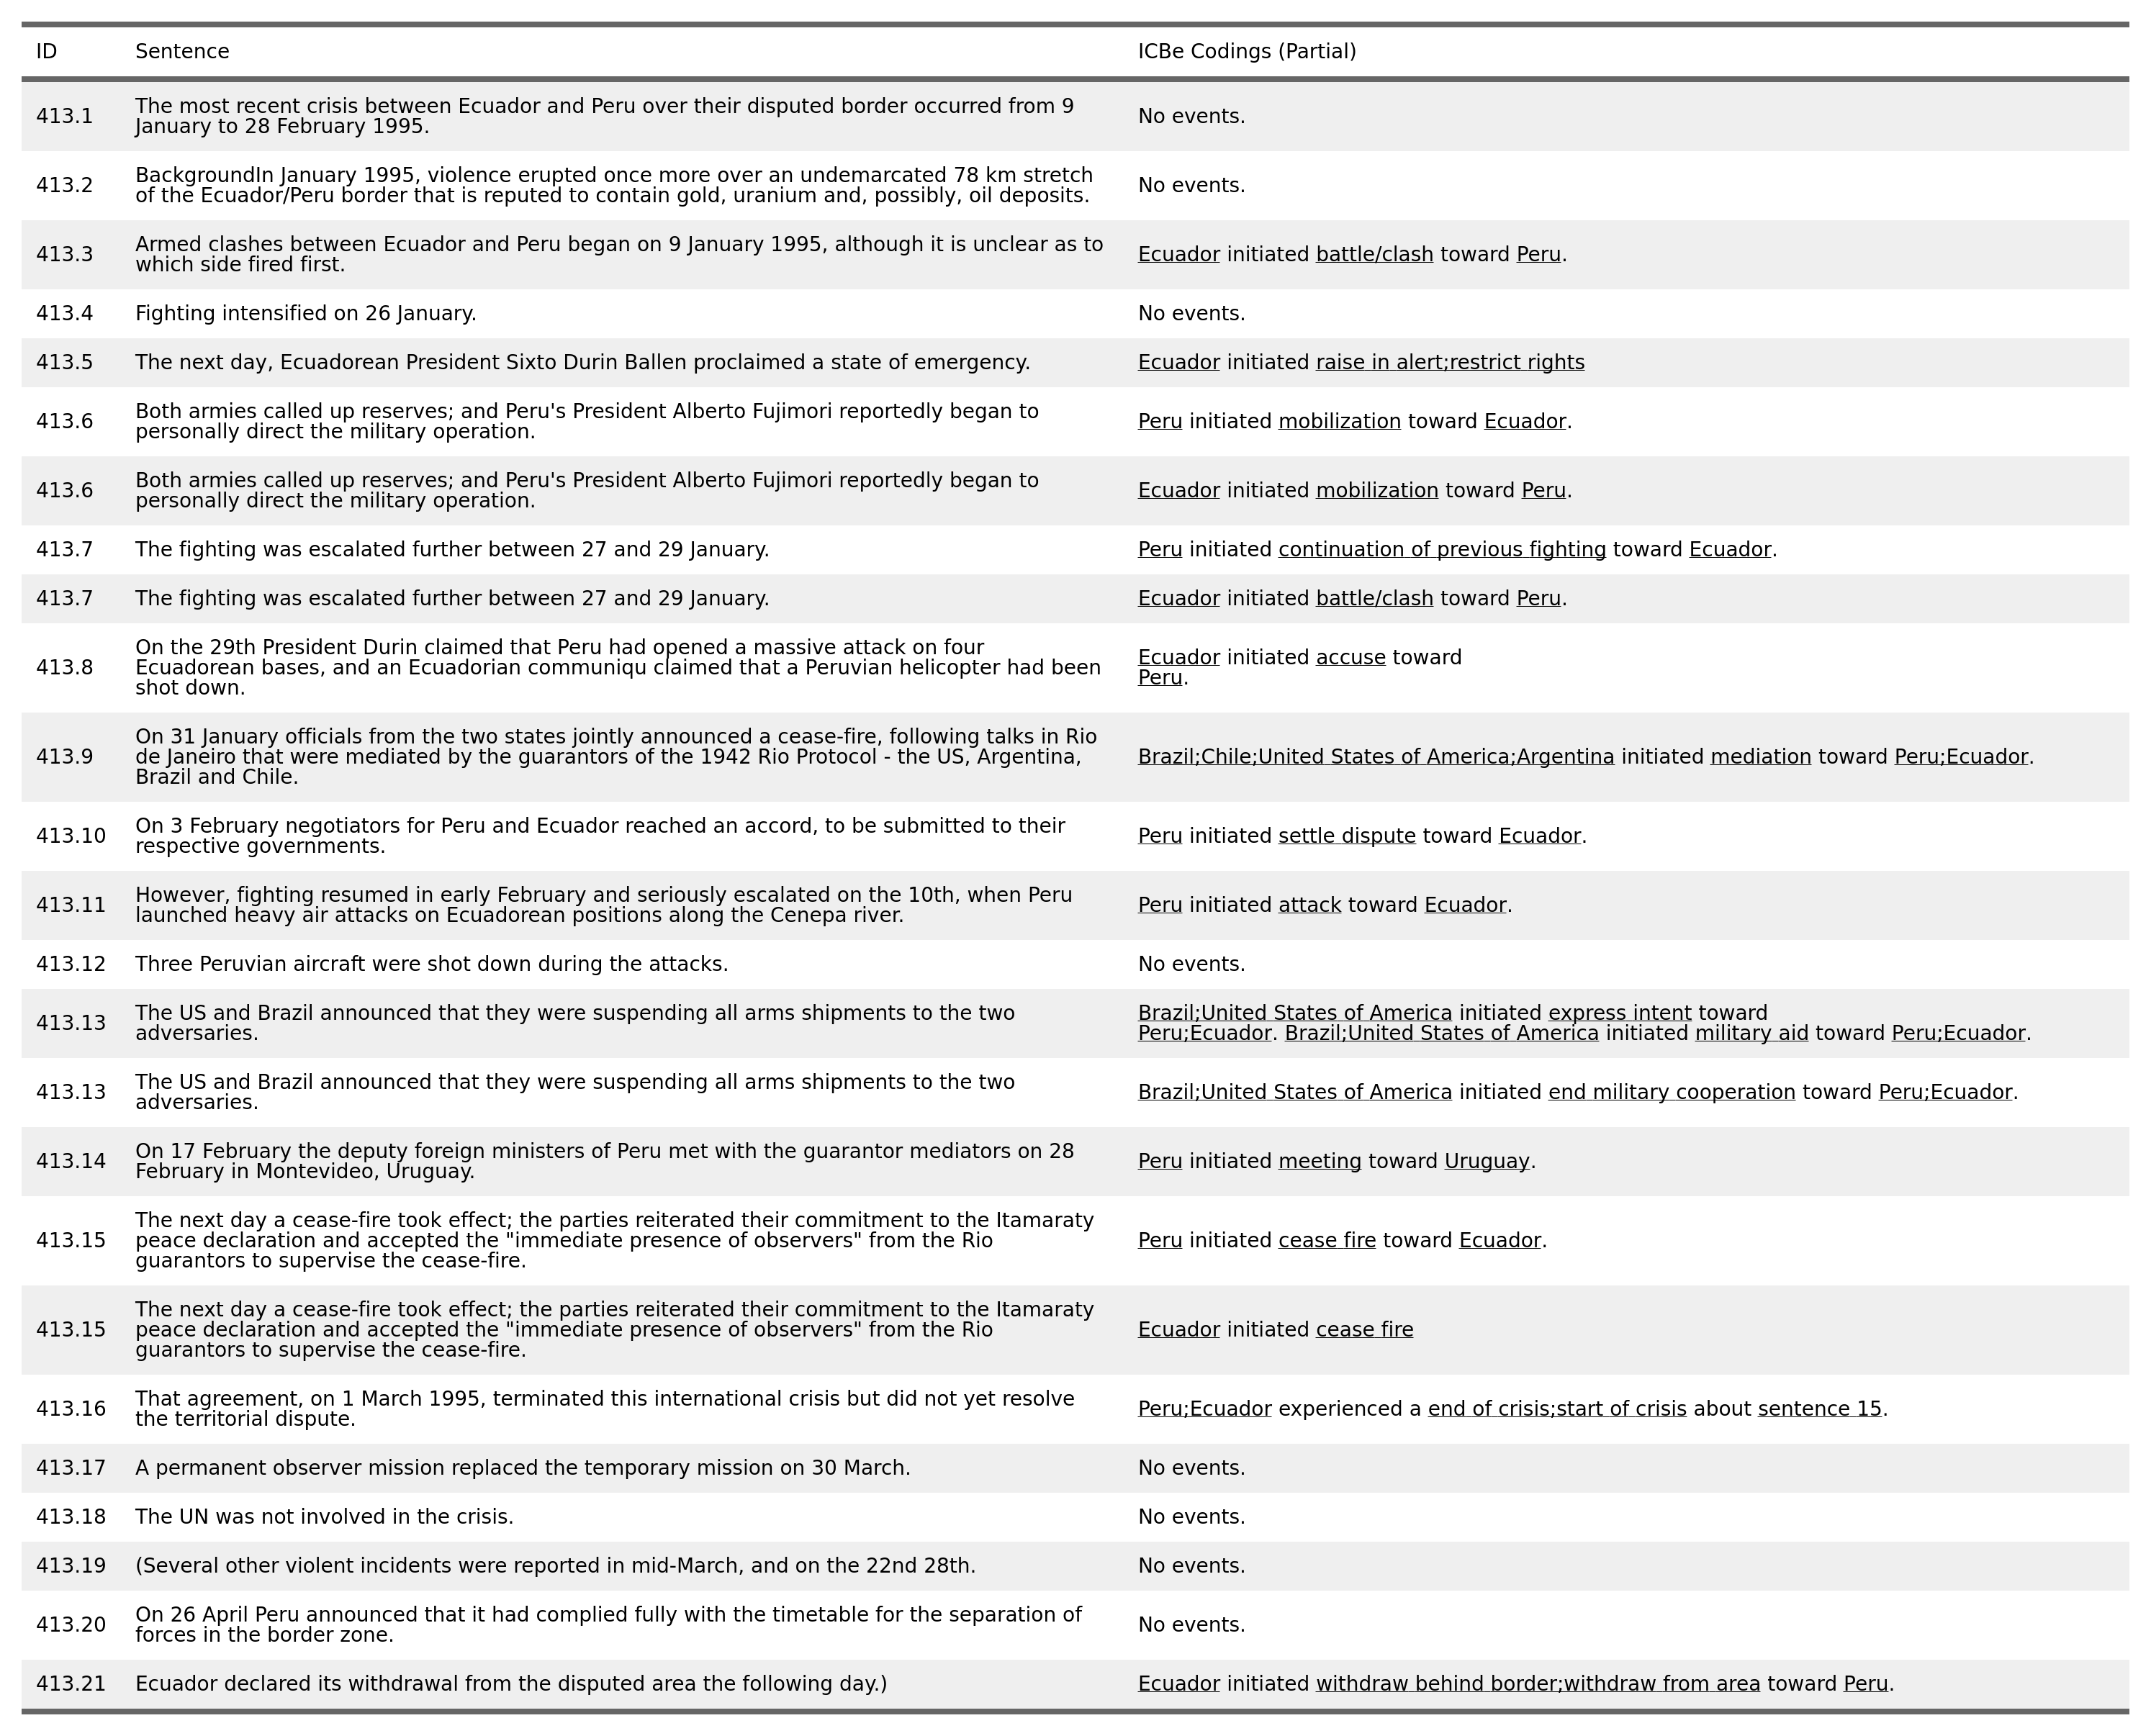 ID Sentence ICBe Codings (Partial)
413.1 The most recent crisis between Ecuador and Peru over their disputed border occurred from 9
January to 28 February 1995. No events.
413.2 BackgroundIn January 1995, violence erupted once more over an undemarcated 78 km stretch
of the Ecuador/Peru border that is reputed to contain gold, uranium and, possibly, oil deposits. No events.
413.3 Armed clashes between Ecuador and Peru began on 9 January 1995, although it is unclear as to
which side fired first. Ecuador initiated battle/clash toward Peru.
413.4 Fighting intensified on 26 January. No events.
413.5 The next day, Ecuadorean President Sixto Durin Ballen proclaimed a state of emergency. Ecuador initiated raise in alert;restrict rights
413.6 Both armies called up reserves; and Peru's President Alberto Fujimori reportedly began to
personally direct the military operation. Peru initiated mobilization toward Ecuador.
413.6 Both armies called up reserves; and Peru's President Alberto Fujimori reportedly began to
personally direct the military operation. Ecuador initiated mobilization toward Peru.
413.7 The fighting was escalated further between 27 and 29 January. Peru initiated continuation of previous fighting toward Ecuador.
413.7 The fighting was escalated further between 27 and 29 January. Ecuador initiated battle/clash toward Peru.
413.8 On the 29th President Durin claimed that Peru had opened a massive attack on four
Ecuadorean bases, and an Ecuadorian communiqu claimed that a Peruvian helicopter had been
shot down. Ecuador initiated accuse toward
Peru.
413.9 On 31 January officials from the two states jointly announced a cease-fire, following talks in Rio
de Janeiro that were mediated by the guarantors of the 1942 Rio Protocol - the US, Argentina,
Brazil and Chile. Brazil;Chile;United States of America;Argentina initiated mediation toward Peru;Ecuador.
413.10 On 3 February negotiators for Peru and Ecuador reached an accord, to be submitted to their
respective governments. Peru initiated settle dispute toward Ecuador.
413.11 However, fighting resumed in early February and seriously escalated on the 10th, when Peru
launched heavy air attacks on Ecuadorean positions along the Cenepa river. Peru initiated attack toward Ecuador.
413.12 Three Peruvian aircraft were shot down during the attacks. No events.
413.13 The US and Brazil announced that they were suspending all arms shipments to the two
adversaries. Brazil;United States of America initiated express intent toward
Peru;Ecuador. Brazil;United States of America initiated military aid toward Peru;Ecuador.
413.13 The US and Brazil announced that they were suspending all arms shipments to the two
adversaries. Brazil;United States of America initiated end military cooperation toward Peru;Ecuador.
413.14 On 17 February the deputy foreign ministers of Peru met with the guarantor mediators on 28
February in Montevideo, Uruguay. Peru initiated meeting toward Uruguay.
413.15 The next day a cease-fire took effect; the parties reiterated their commitment to the Itamaraty
peace declaration and accepted the "immediate presence of observers" from the Rio
guarantors to supervise the cease-fire. Peru initiated cease fire toward Ecuador.
413.15 The next day a cease-fire took effect; the parties reiterated their commitment to the Itamaraty
peace declaration and accepted the "immediate presence of observers" from the Rio
guarantors to supervise the cease-fire. Ecuador initiated cease fire
413.16 That agreement, on 1 March 1995, terminated this international crisis but did not yet resolve
the territorial dispute. Peru;Ecuador experienced a end of crisis;start of crisis about sentence 15.
413.17 A permanent observer mission replaced the temporary mission on 30 March. No events.
413.18 The UN was not involved in the crisis. No events.
413.19 (Several other violent incidents were reported in mid-March, and on the 22nd 28th. No events.
413.20 On 26 April Peru announced that it had complied fully with the timetable for the separation of
forces in the border zone. No events.
413.21 Ecuador declared its withdrawal from the disputed area the following day.) Ecuador initiated withdraw behind border;withdraw from area toward Peru.